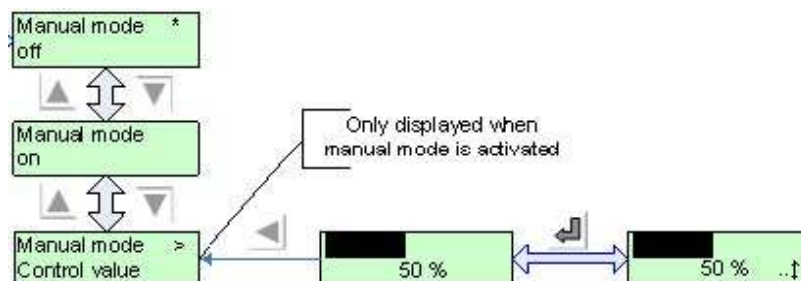 Manual mode *
off
Manual mode
on
Only displayed when
manual mode is activated
Manual mode >
Control value
50 %
50 % ..↕